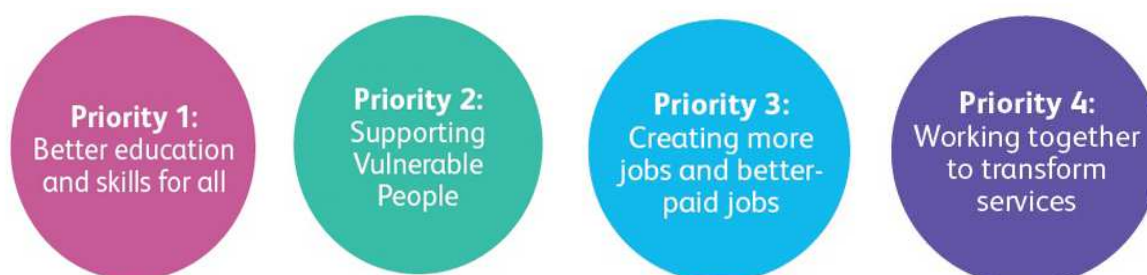 Priority 1:
Better education
and skills for all
Priority 2:
Supporting
Vulnerable
People
Priority 3:
Creating more
jobs and better-
paid jobs
Priority 4:
Working together
to transform
services